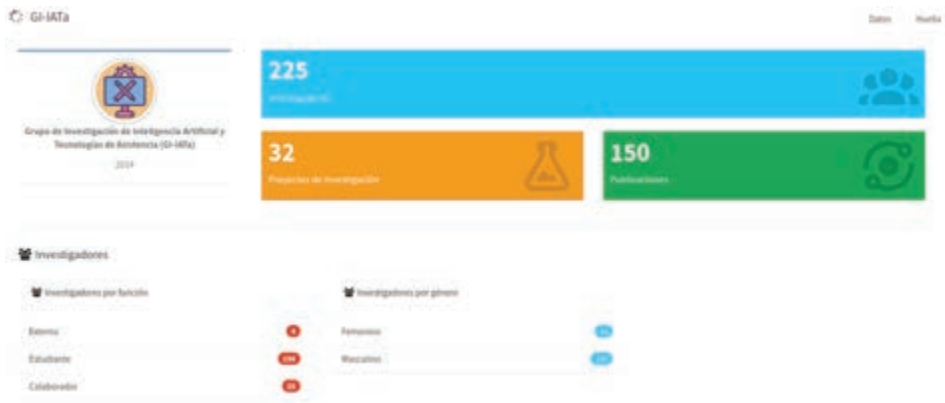 GI-IATa
Datos Huella
Grupo de Investigación de Inteligencia Artificial y
Tecnologías de Asistencia (GI-IATa)
2014
225
32
Proyectos de investigación
150
Publicaciones
Investigadores
Investigadores por función
Externo
Estudiante
Colaborador
Investigadores por género
Femenino
Masculino